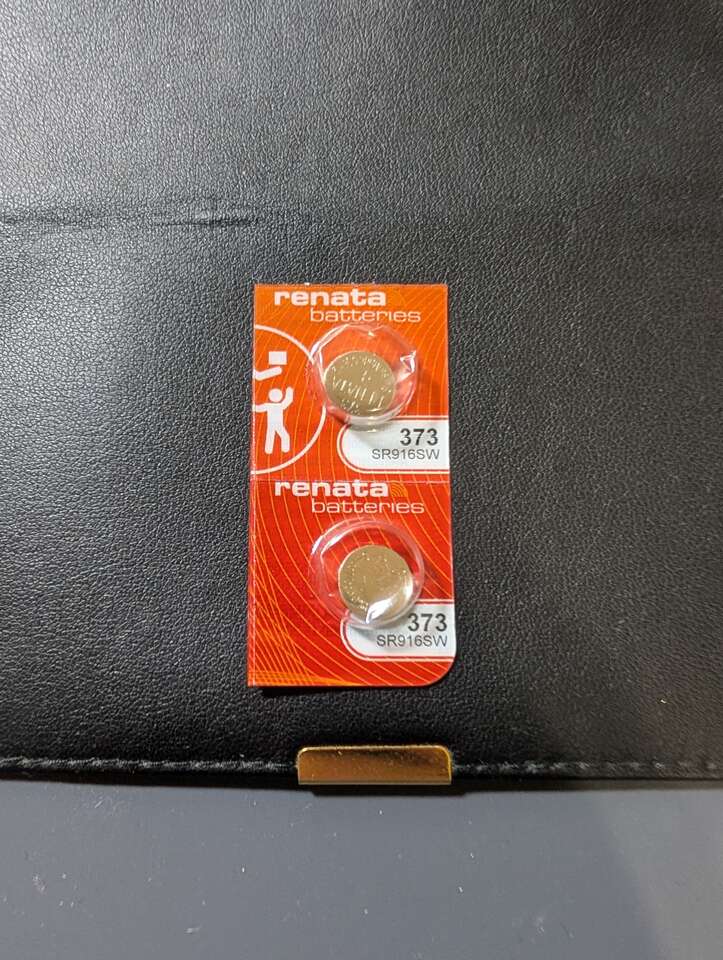 renata
batteries
373
SR916SW
renata
batteries
373
SR916SW